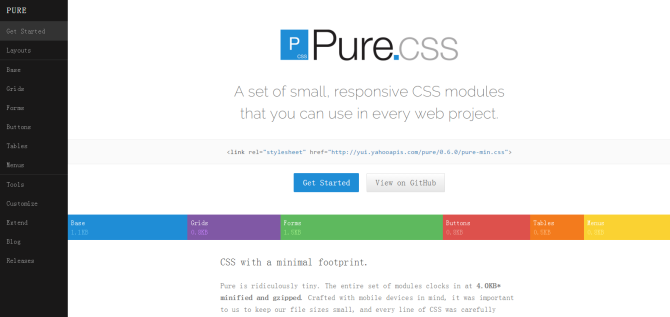 PURE
Get Started
Layouts
Base
Grids
Forms
Buttons
Tables
Menus
Tools
Customize
Extend
Blog
Releases
P
CSS
Pure.css
A set of small, responsive CSS modules
that you can use in every web project.
<link rel="stylesheet" href="http://yui.yahooapis.com/pure/0.6.0/pure-min.css">
Get Started
View on GitHub
Base
Grids
Forms
Buttons
Tables
Menus
1.1KB
0.8KB
1.5KB
0.8KB
0.5KB
CSS with a minimal footprint.
Pure is ridiculously tiny. The entire set of modules clocks in at 4.0KB*
minified and gzipped. Crafted with mobile devices in mind, it was important
to us to keep our file sizes small, and every line of CSS was carefully